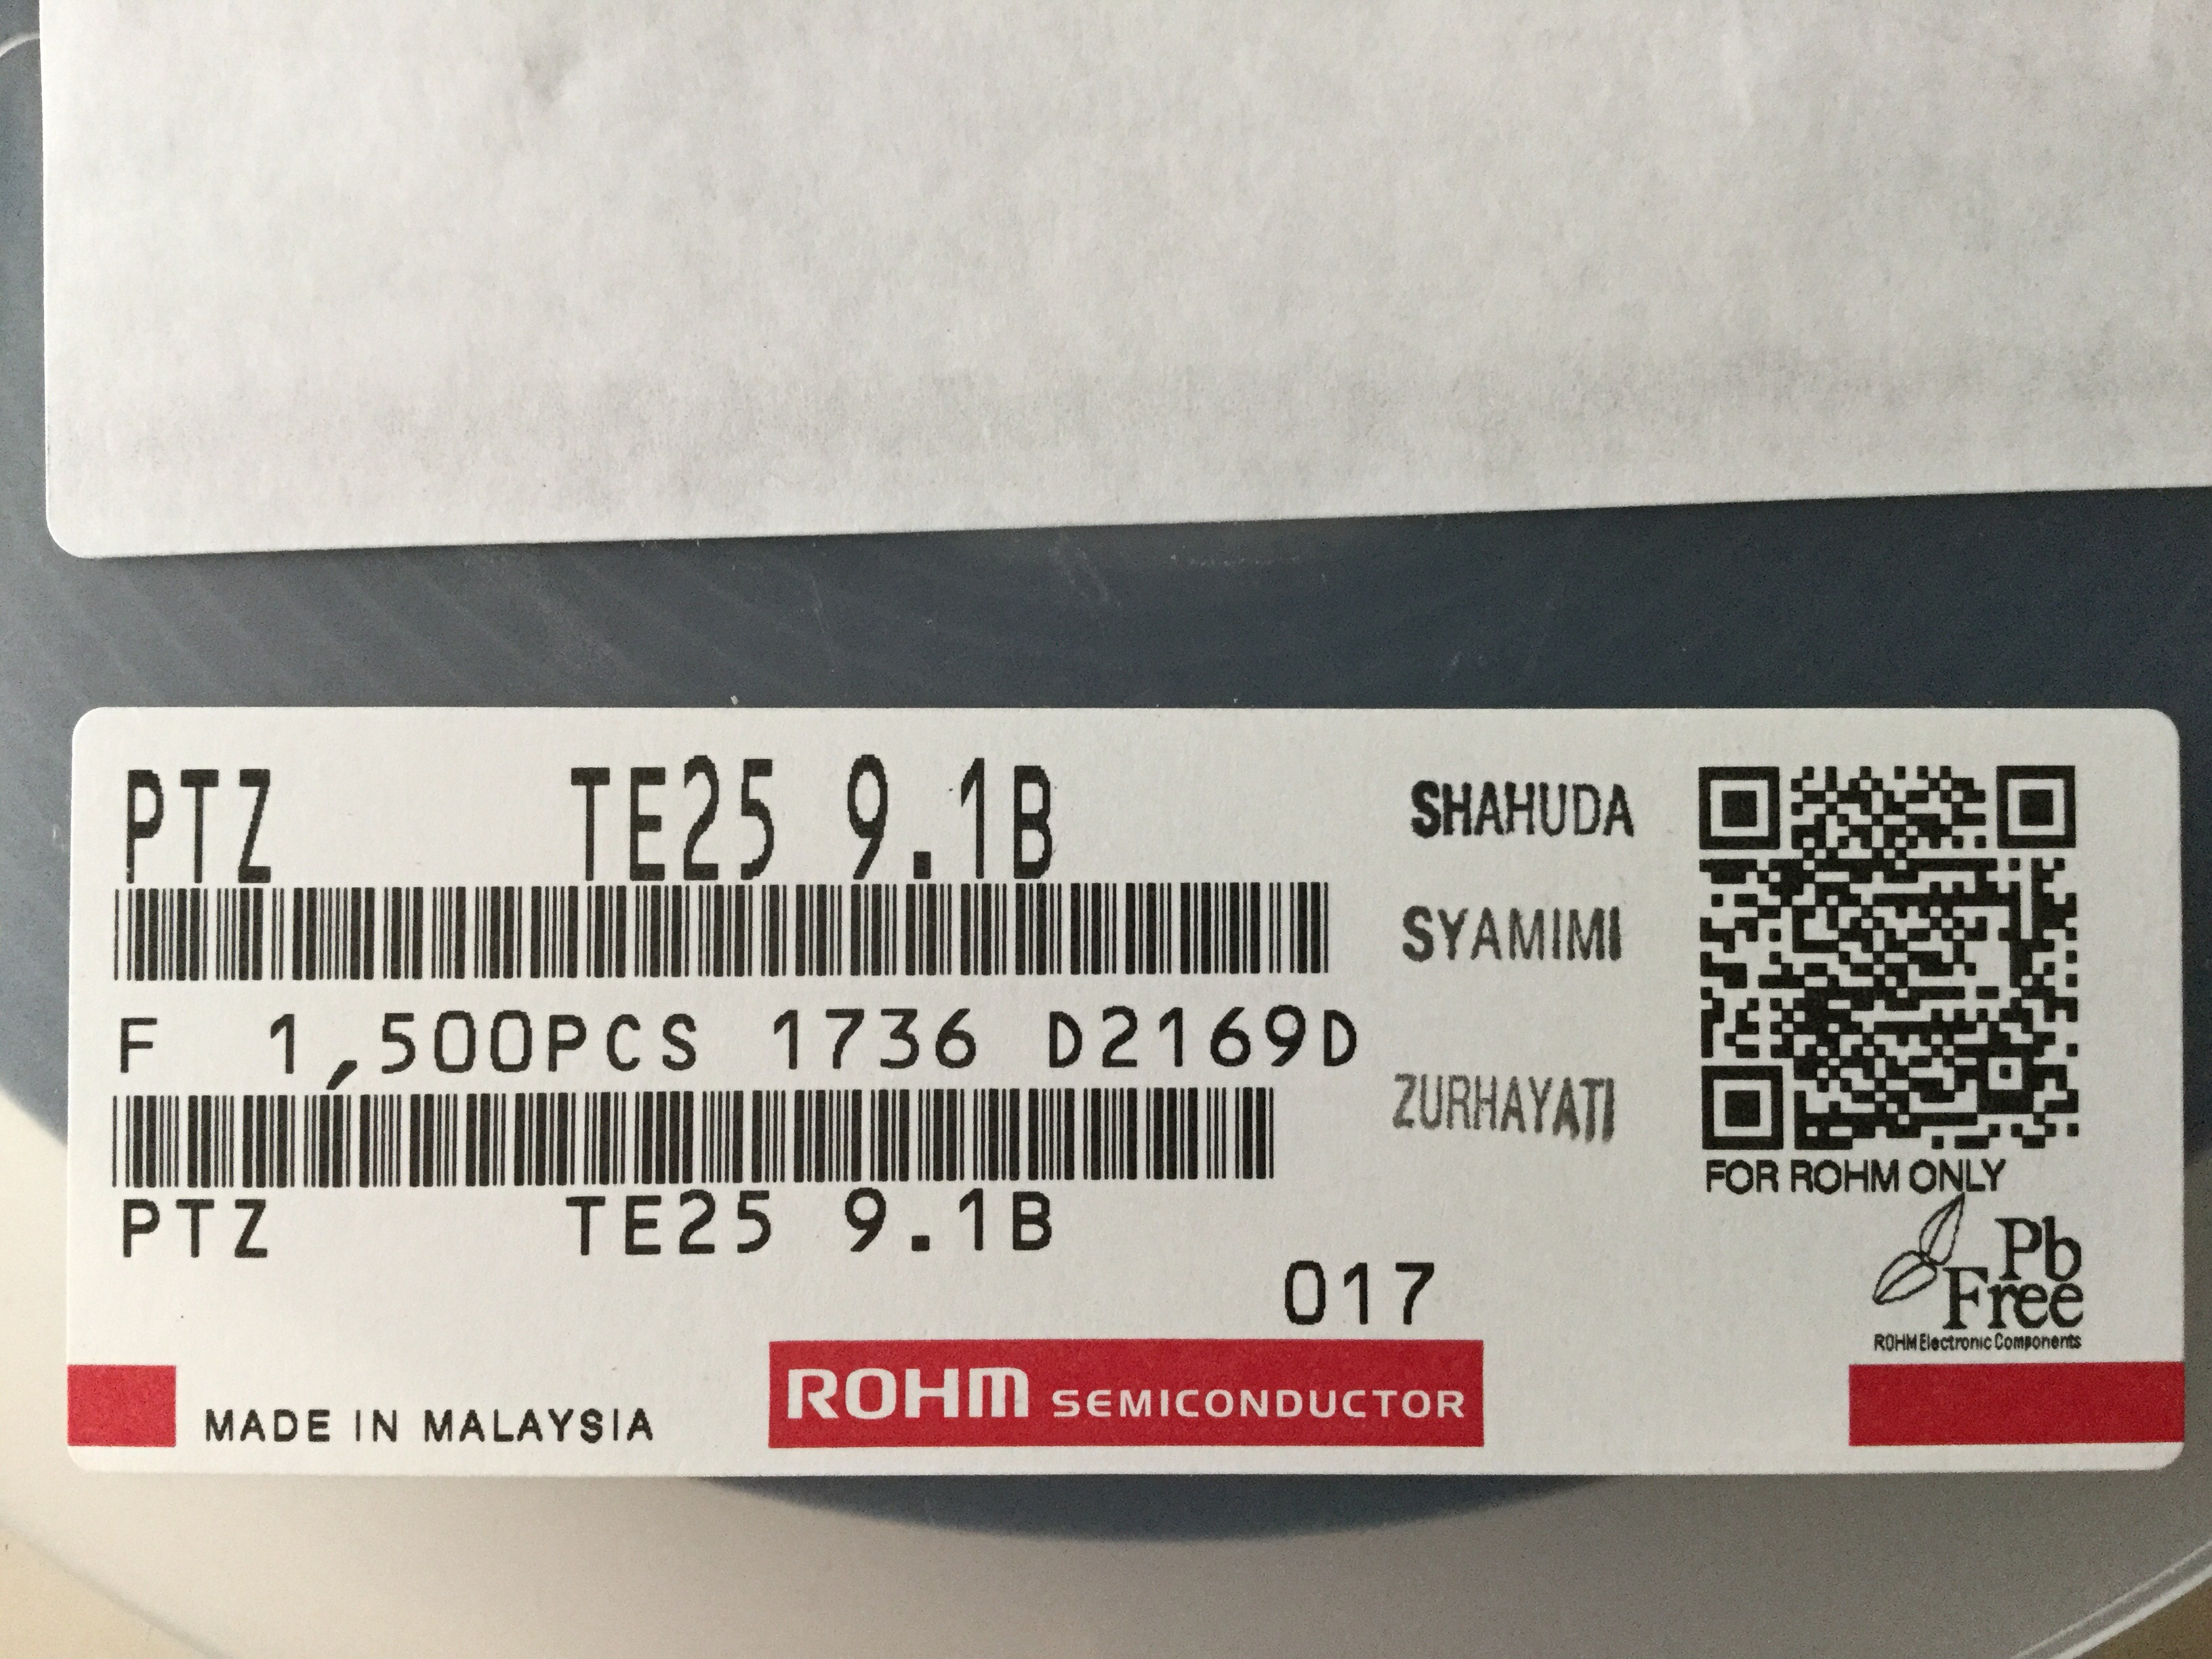 PTZ TE25 9.1B
SHAHUDA
SYAMIMI
F 1,500PCS 1736 D2169D
ZURHAYATI
PTZ TE25 9.1B
017
FOR ROHM ONLY
Pb
Free
ROHM Electronic Components
MADE IN MALAYSIA
ROHM SEMICONDUCTOR